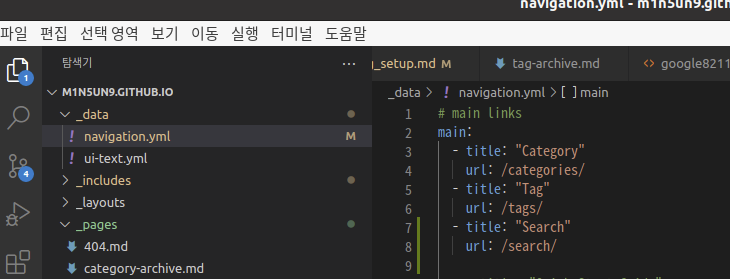 navigation.yml - m1n5un9.gith
파일 편집 선택 영역 보기 이동 실행 터미널 도움말
탐색기 ···
M1N5UN9.GITHUB.IO
_data
navigation.yml M
ui-text.yml
_includes
_layouts
_pages
404.md
category-archive.md
1
4
g_setup.md M tag-archive.md google8211
_data > navigation.yml > [ ] main
1 # main links
2 main:
3 - title: "Category"
4 url: /categories/
5 - title: "Tag"
6 url: /tags/
7 - title: "Search"
8 url: /search/
9